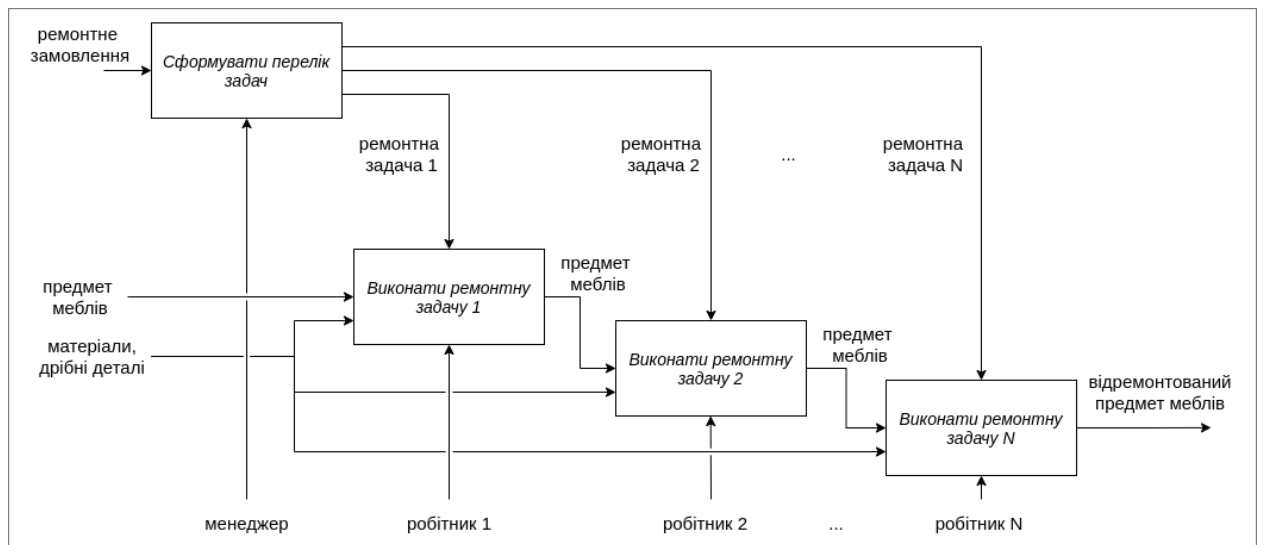 ремонтне
замовлення
Сформувати перелік
задач
ремонтна
задача 1
ремонтна
задача 2
...
ремонтна
задача N
предмет
меблів
Виконати ремонтну
задачу 1
предмет
меблів
матеріали,
дрібні деталі
Виконати ремонтну
задачу 2
предмет
меблів
Виконати ремонтну
задачу N
відремонтований
предмет меблів
менеджер
робітник 1
робітник 2
...
робітник N